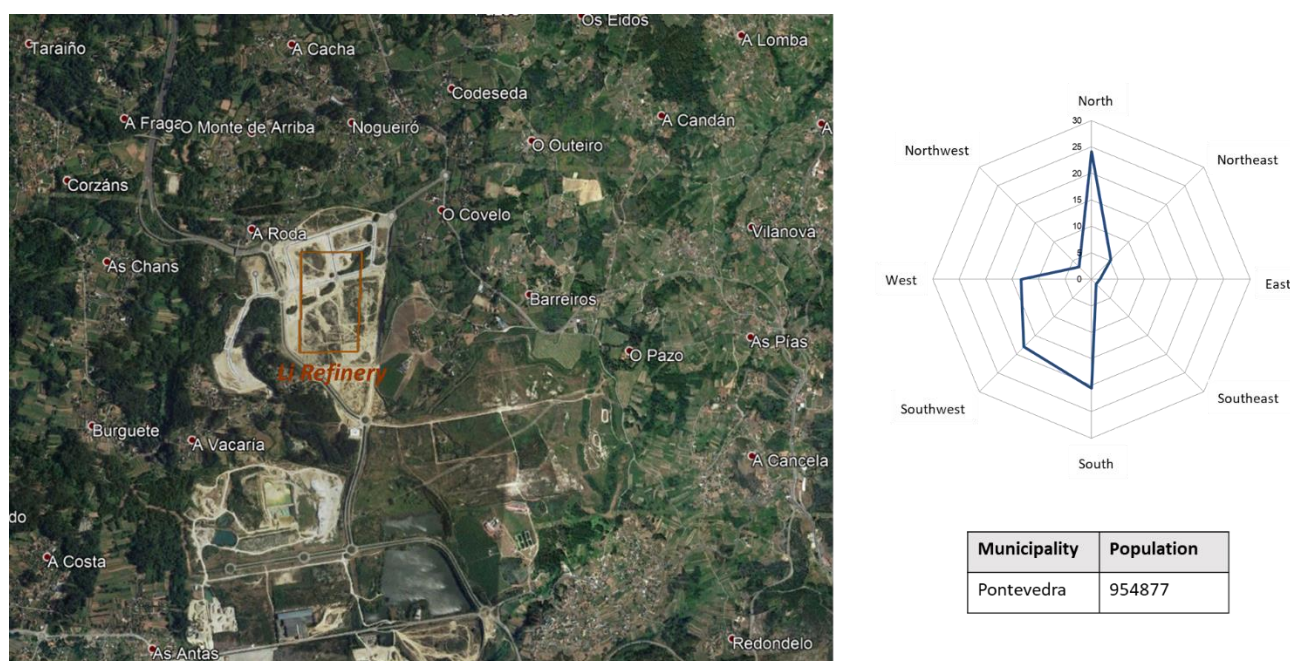 Os Eidos
A Lomba
Taraiño
A Cacha
Codeseda
A Fraga
O Monte de Arriba
Nogueiró
A Candán
A
O Outeiro
Corzáns
O Covelo
A Roda
Vilanova
As Chans
Barreiros
As Pías
O Pazo
Li Refinery
Burguete
A Vacaria
A Cancela
do
A Costa
Redondelo
As Antas
North
30
Northwest
25
Northeast
20
15
10
5
West
0
East
Southwest
Southeast
South
Municipality Population
Pontevedra 954877